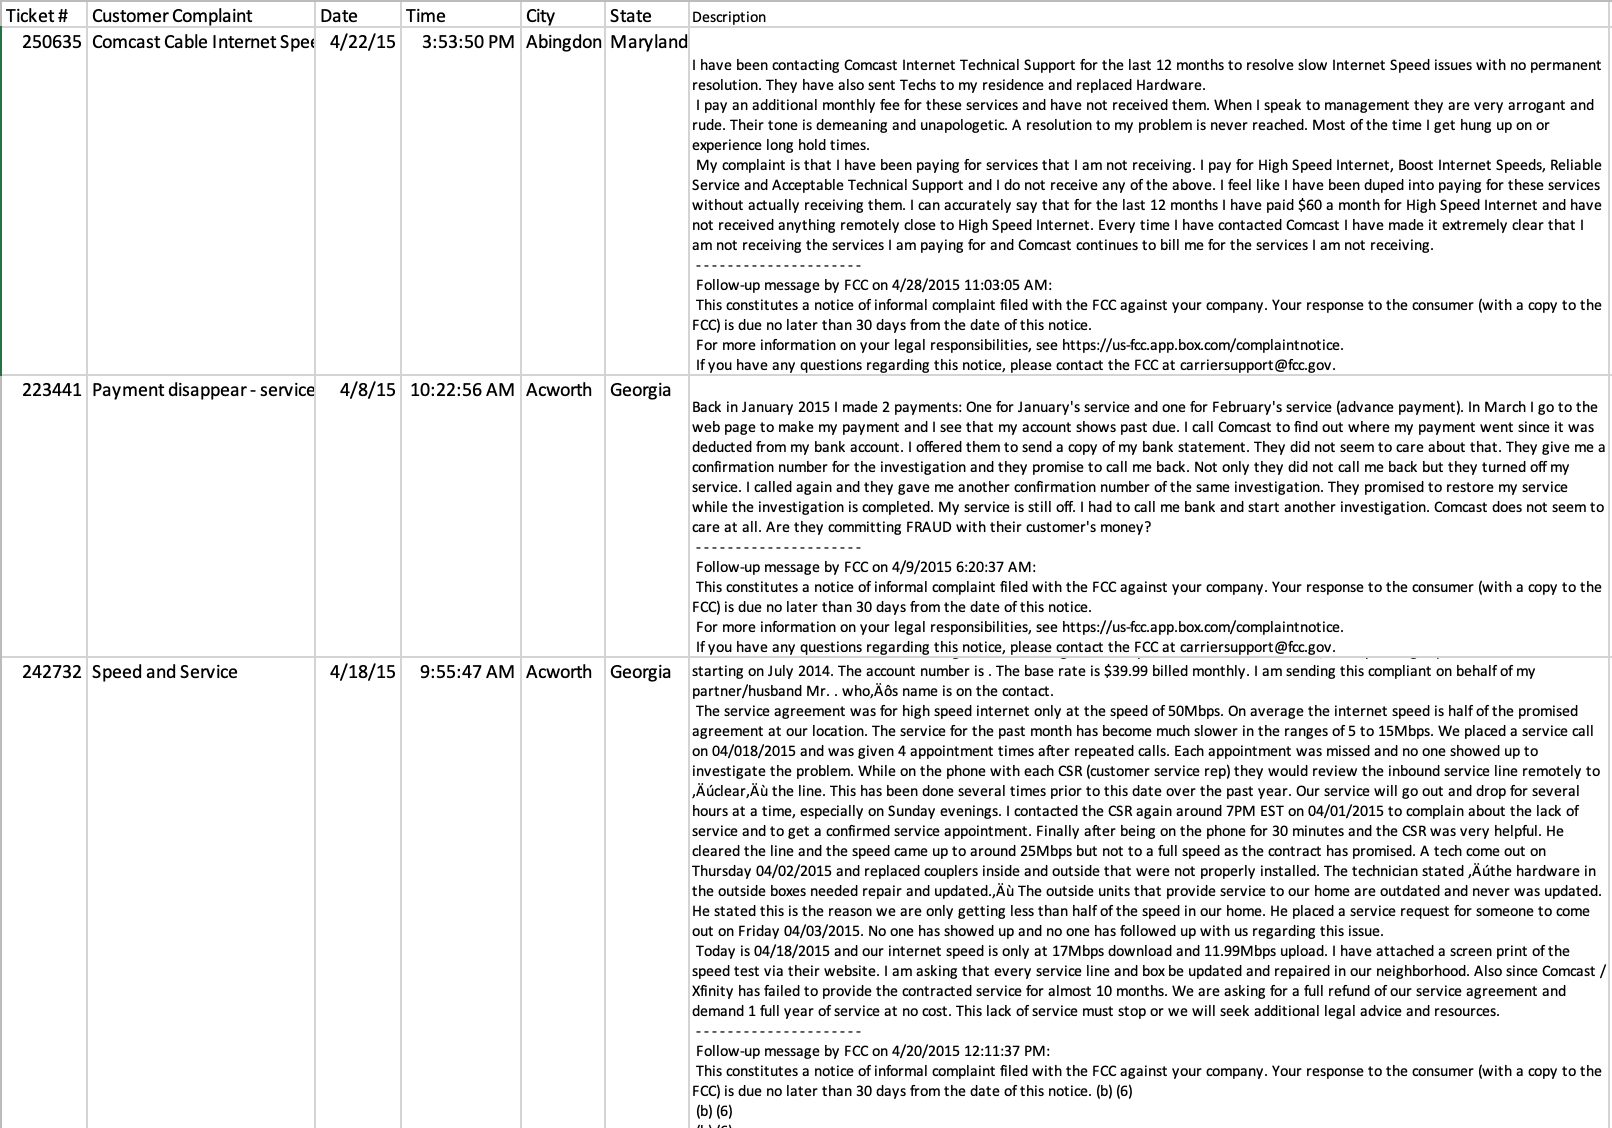 Ticket # Customer Complaint Date Time City State Description
250635 Comcast Cable Internet Spee 4/22/15 3:53:50 PM Abingdon Maryland
I have been contacting Comcast Internet Technical Support for the last 12 months to resolve slow Internet Speed issues with no permanent
resolution. They have also sent Techs to my residence and replaced Hardware.
I pay an additional monthly fee for these services and have not received them. When I speak to management they are very arrogant and
rude. Their tone is demeaning and unapologetic. A resolution to my problem is never reached. Most of the time I get hung up on or
experience long hold times.
My complaint is that I have been paying for services that I am not receiving. I pay for High Speed Internet, Boost Internet Speeds, Reliable
Service and Acceptable Technical Support and I do not receive any of the above. I feel like I have been duped into paying for these services
without actually receiving them. I can accurately say that for the last 12 months I have paid $60 a month for High Speed Internet and have
not received anything remotely close to High Speed Internet. Every time I have contacted Comcast I have made it extremely clear that I
am not receiving the services I am paying for and Comcast continues to bill me for the services I am not receiving.
---------------------
Follow-up message by FCC on 4/28/2015 11:03:05 AM:
This constitutes a notice of informal complaint filed with the FCC against your company. Your response to the consumer (with a copy to the
FCC) is due no later than 30 days from the date of this notice.
For more information on your legal responsibilities, see https://us-fcc.app.box.com/complaintnotice.
If you have any questions regarding this notice, please contact the FCC at carriersupport@fcc.gov.
223441 Payment disappear - service 4/8/15 10:22:56 AM Acworth Georgia
Back in January 2015 I made 2 payments: One for January's service and one for February's service (advance payment). In March I go to the
web page to make my payment and I see that my account shows past due. I call Comcast to find out where my payment went since it was
deducted from my bank account. I offered them to send a copy of my bank statement. They did not seem to care about that. They give me a
confirmation number for the investigation and they promise to call me back. Not only they did not call me back but they turned off my
service. I called again and they gave me another confirmation number of the same investigation. They promised to restore my service
while the investigation is completed. My service is still off. I had to call me bank and start another investigation. Comcast does not seem to
care at all. Are they committing FRAUD with their customer's money?
---------------------
Follow-up message by FCC on 4/9/2015 6:20:37 AM:
This constitutes a notice of informal complaint filed with the FCC against your company. Your response to the consumer (with a copy to the
FCC) is due no later than 30 days from the date of this notice.
For more information on your legal responsibilities, see https://us-fcc.app.box.com/complaintnotice.
If you have any questions regarding this notice, please contact the FCC at carriersupport@fcc.gov.
242732 Speed and Service 4/18/15 9:55:47 AM Acworth Georgia
starting on July 2014. The account number is . The base rate is $39.99 billed monthly. I am sending this compliant on behalf of my
partner/husband Mr. . who‚Äôs name is on the contact.
The service agreement was for high speed internet only at the speed of 50Mbps. On average the internet speed is half of the promised
agreement at our location. The service for the past month has become much slower in the ranges of 5 to 15Mbps. We placed a service call
on 04/018/2015 and was given 4 appointment times after repeated calls. Each appointment was missed and no one showed up to
investigate the problem. While on the phone with each CSR (customer service rep) they would review the inbound service line remotely to
‚Äúclear‚Äù the line. This has been done several times prior to this date over the past year. Our service will go out and drop for several
hours at a time, especially on Sunday evenings. I contacted the CSR again around 7PM EST on 04/01/2015 to complain about the lack of
service and to get a confirmed service appointment. Finally after being on the phone for 30 minutes and the CSR was very helpful. He
cleared the line and the speed came up to around 25Mbps but not to a full speed as the contract has promised. A tech come out on
Thursday 04/02/2015 and replaced couplers inside and outside that were not properly installed. The technician stated ‚Äúthe hardware in
the outside boxes needed repair and updated.‚Äù The outside units that provide service to our home are outdated and never was updated.
He stated this is the reason we are only getting less than half of the speed in our home. He placed a service request for someone to come
out on Friday 04/03/2015. No one has showed up and no one has followed up with us regarding this issue.
Today is 04/18/2015 and our internet speed is only at 17Mbps download and 11.99Mbps upload. I have attached a screen print of the
speed test via their website. I am asking that every service line and box be updated and repaired in our neighborhood. Also since Comcast /
Xfinity has failed to provide the contracted service for almost 10 months. We are asking for a full refund of our service agreement and
demand 1 full year of service at no cost. This lack of service must stop or we will seek additional legal advice and resources.
---------------------
Follow-up message by FCC on 4/20/2015 12:11:37 PM:
This constitutes a notice of informal complaint filed with the FCC against your company. Your response to the consumer (with a copy to the
FCC) is due no later than 30 days from the date of this notice. (b) (6)
(b) (6)